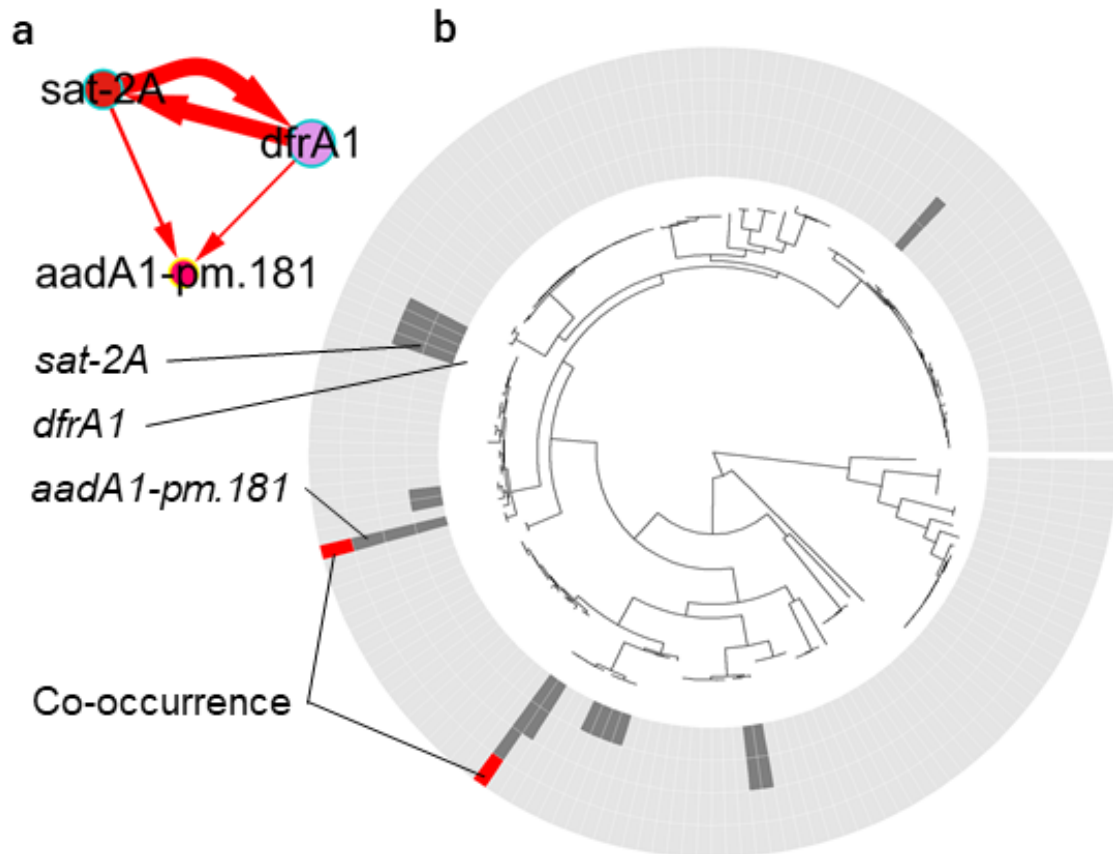 a
b
sat-2A
dfrA1
aadA1-pm.181
sat-2A
dfrA1
aadA1-pm.181
Co-occurrence